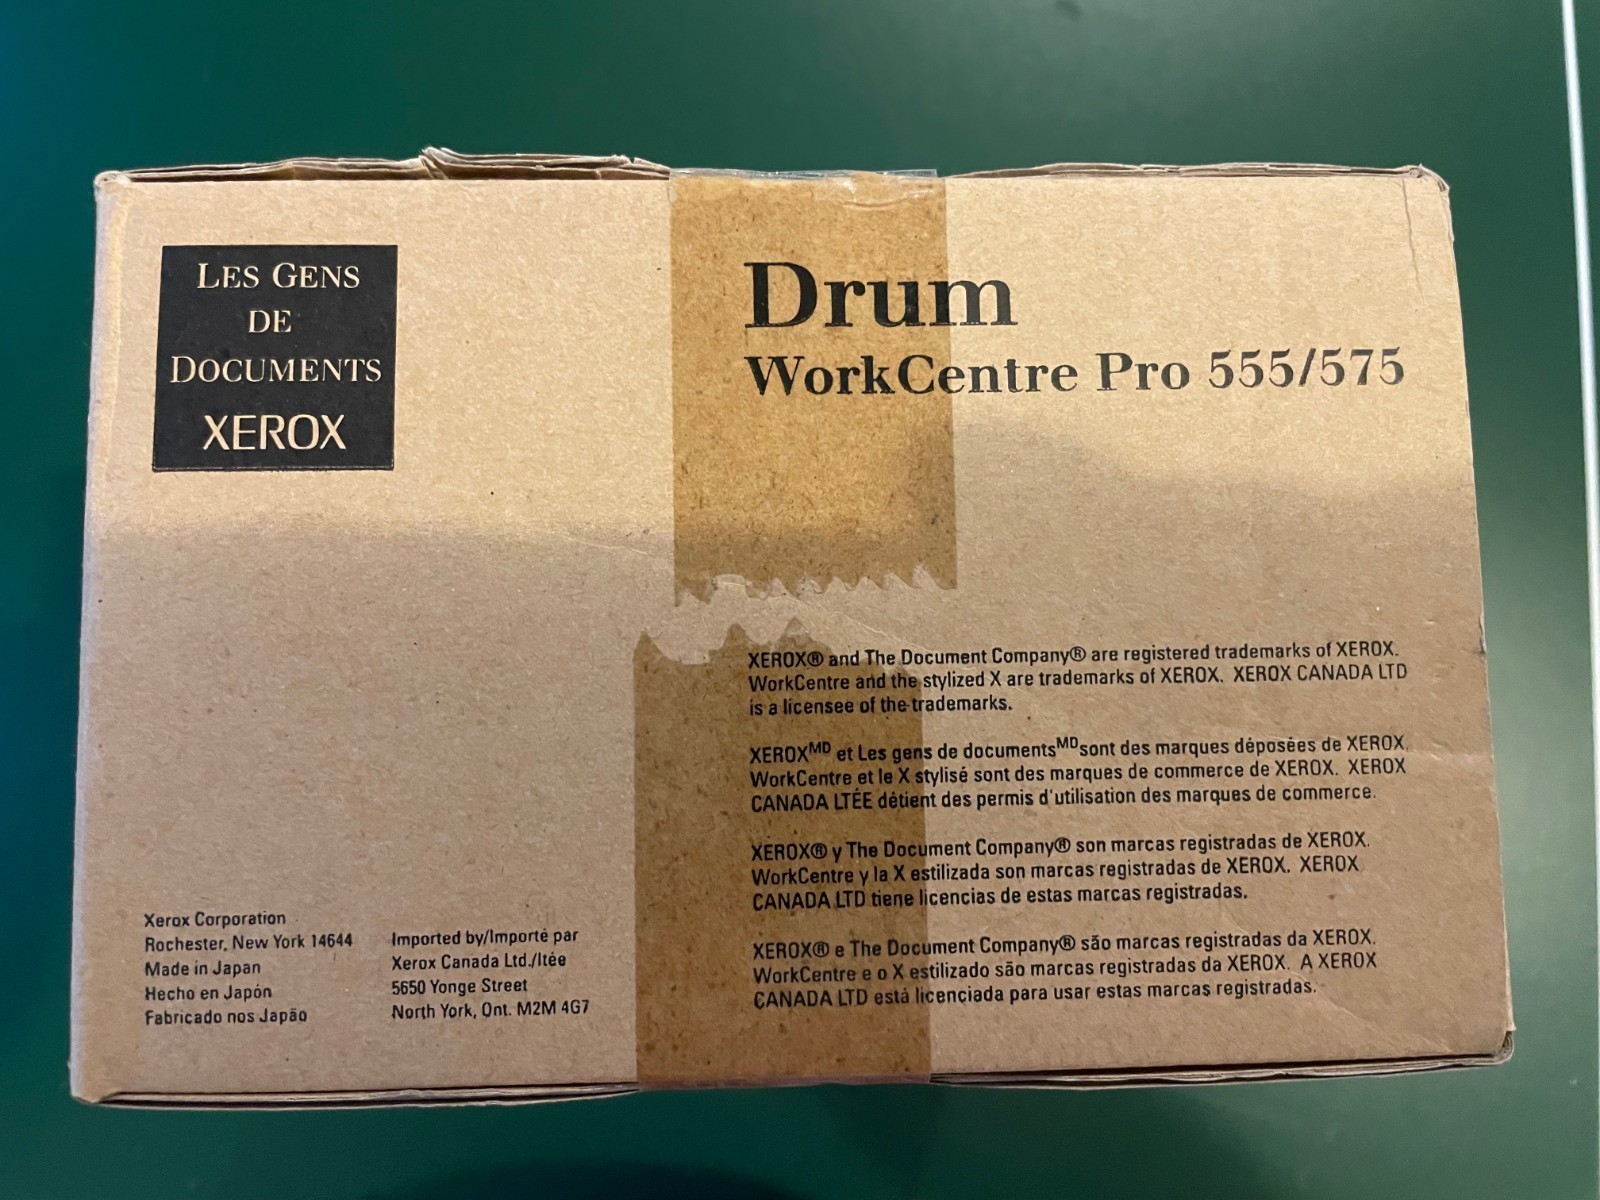 LES GENS
DE
DOCUMENTS
XEROX
Drum
WorkCentre Pro 555/575
XEROX® and The Document Company® are registered trademarks of XEROX.
WorkCentre and the stylized X are trademarks of XEROX. XEROX CANADA LTD
is a licensee of the trademarks.
XEROXᴹᴰ et Les gens de documentsᴹᴰ sont des marques déposées de XEROX.
WorkCentre et le X stylisé sont des marques de commerce de XEROX. XEROX
CANADA LTÉE détient des permis d'utilisation des marques de commerce.
XEROX® y The Document Company® son marcas registradas de XEROX.
WorkCentre y la X estilizada son marcas registradas de XEROX. XEROX
CANADA LTD tiene licencias de estas marcas registradas.
XEROX® e The Document Company® são marcas registradas da XEROX.
WorkCentre e o X estilizado são marcas registradas da XEROX. A XEROX
CANADA LTD está licenciada para usar estas marcas registradas.
Xerox Corporation
Rochester, New York 14644
Made in Japan
Hecho en Japón
Fabricado nos Japão
Imported by/Importé par
Xerox Canada Ltd./ltée
5650 Yonge Street
North York, Ont. M2M 4G7